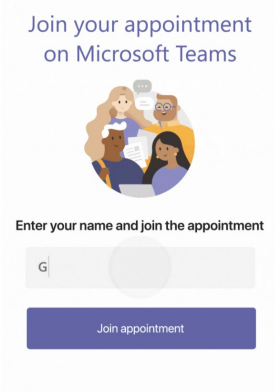 Join your appointment
on Microsoft Teams
Enter your name and join the appointment
G
Join appointment